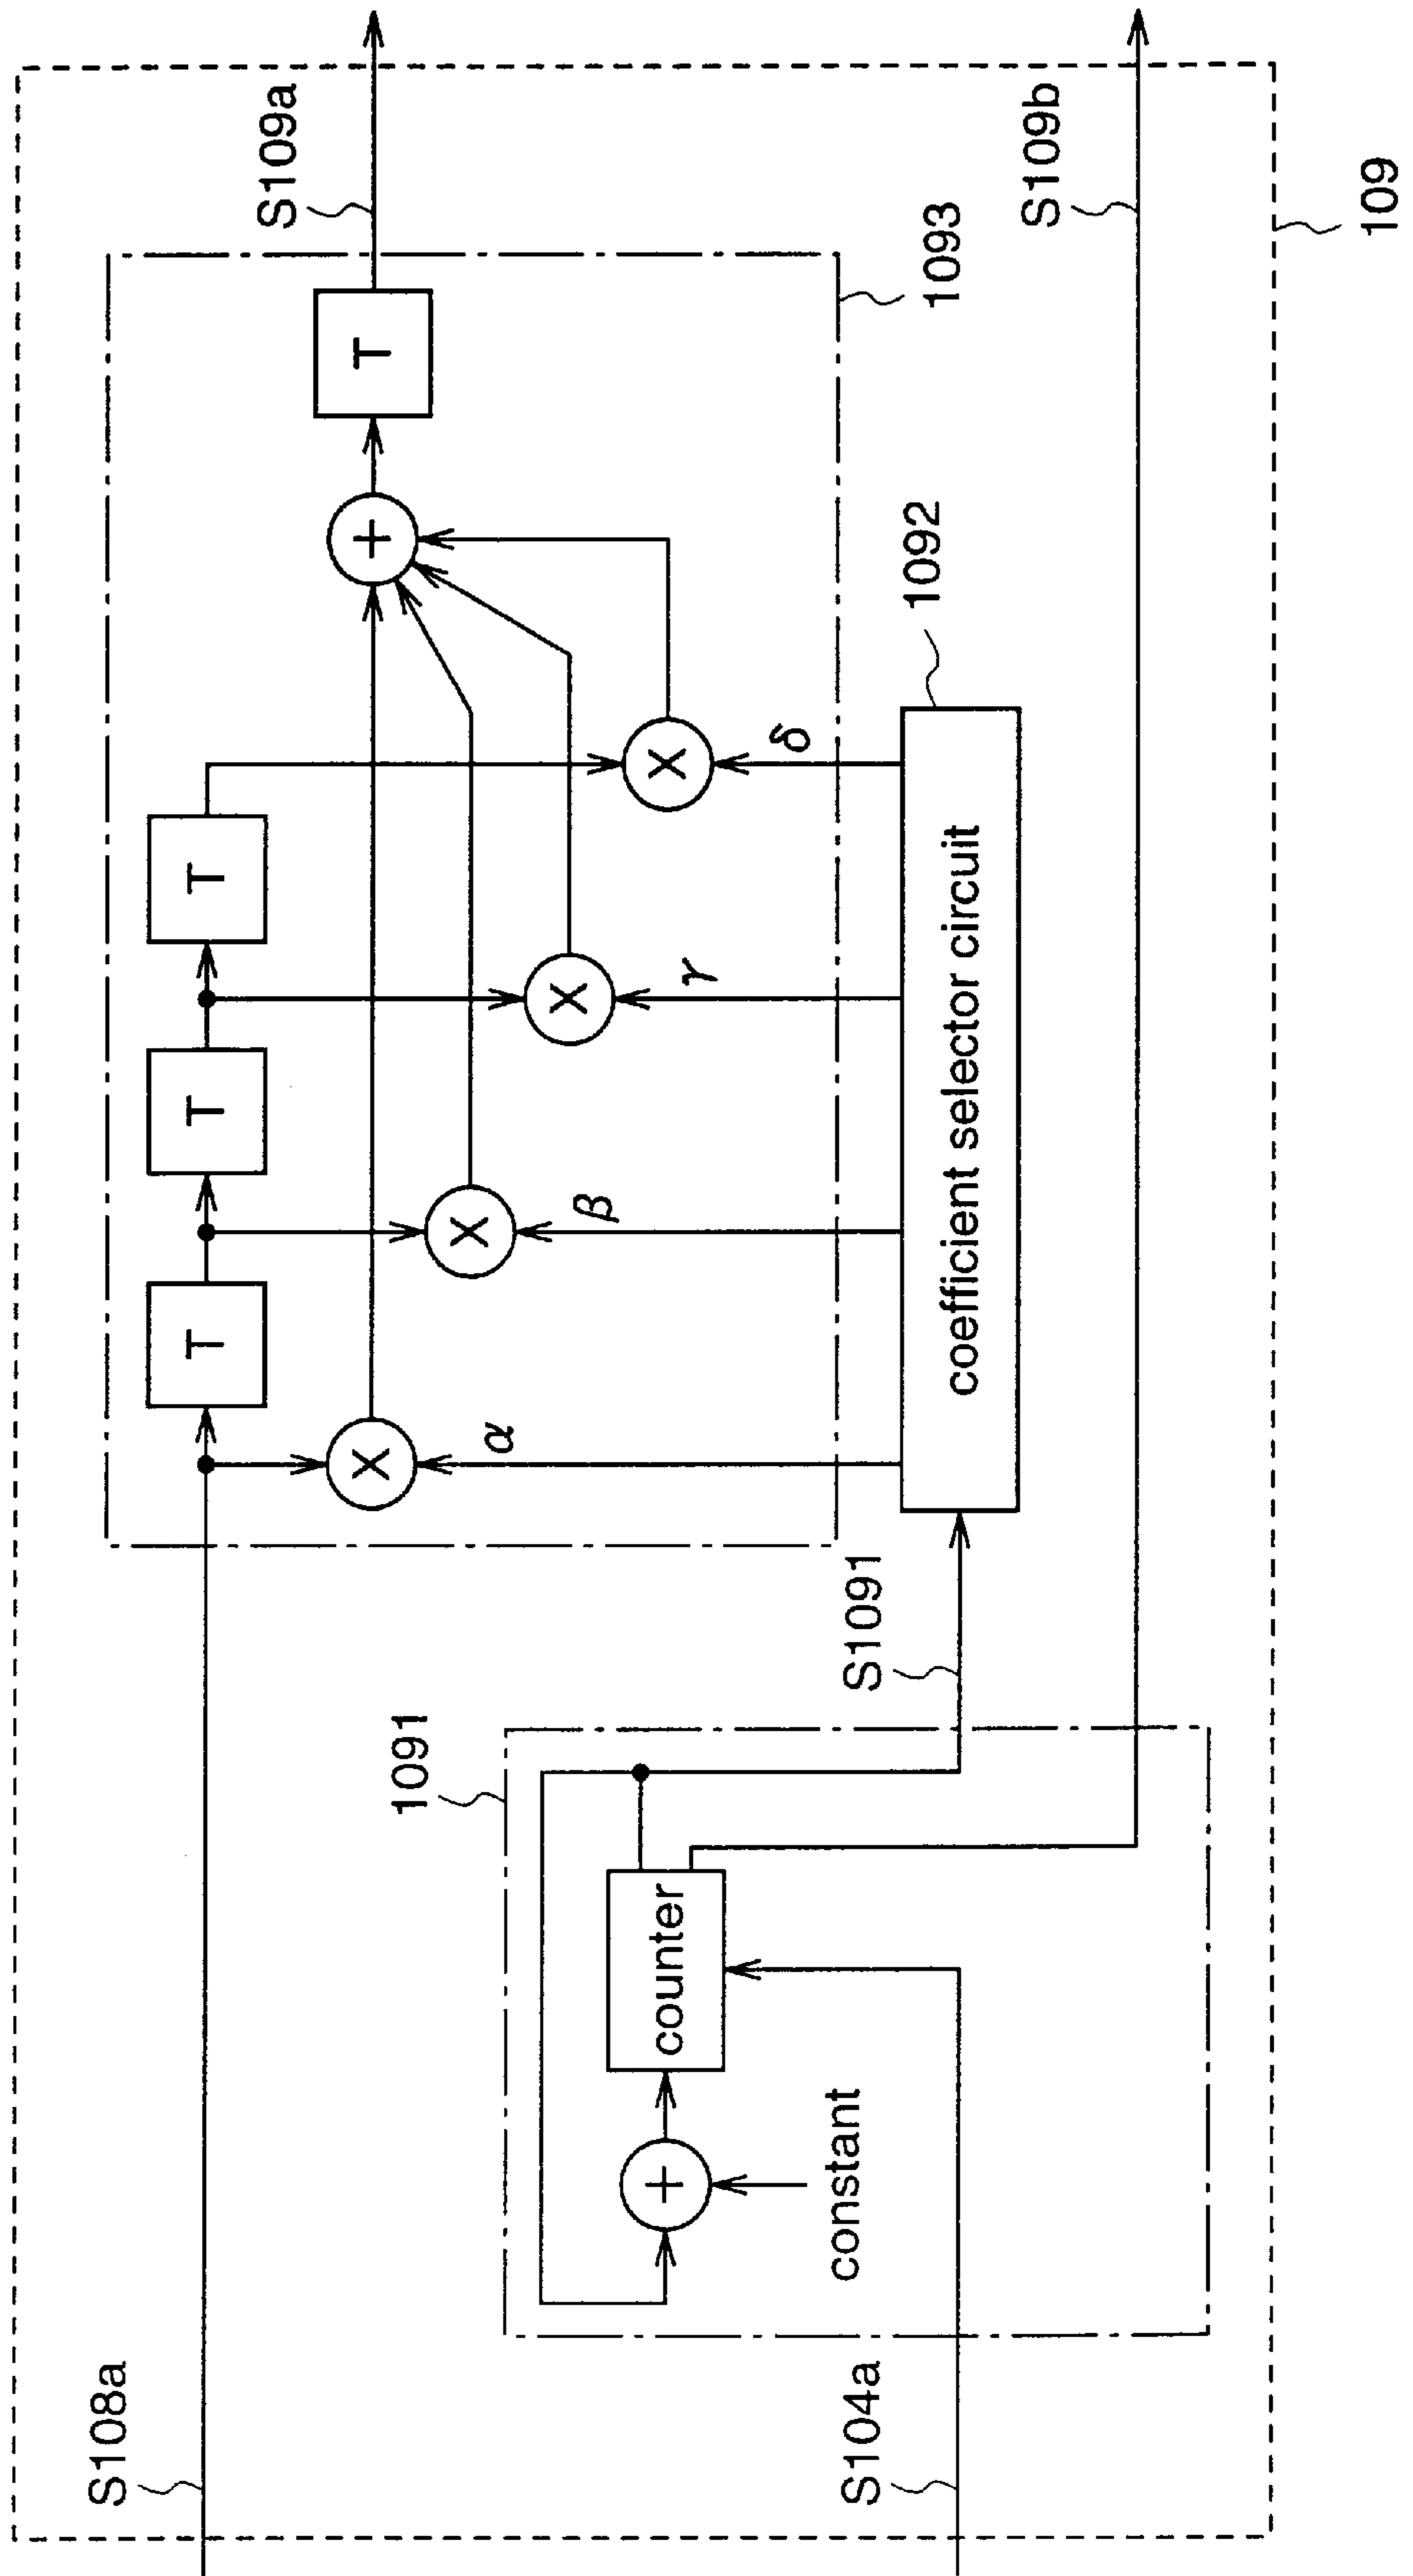 S108a
S104a
1091
+
constant
counter
S1091
T
T
T
X
α
X
β
X
γ
X
δ
+
T
coefficient selector circuit
1092
1093
S109a
S109b
109